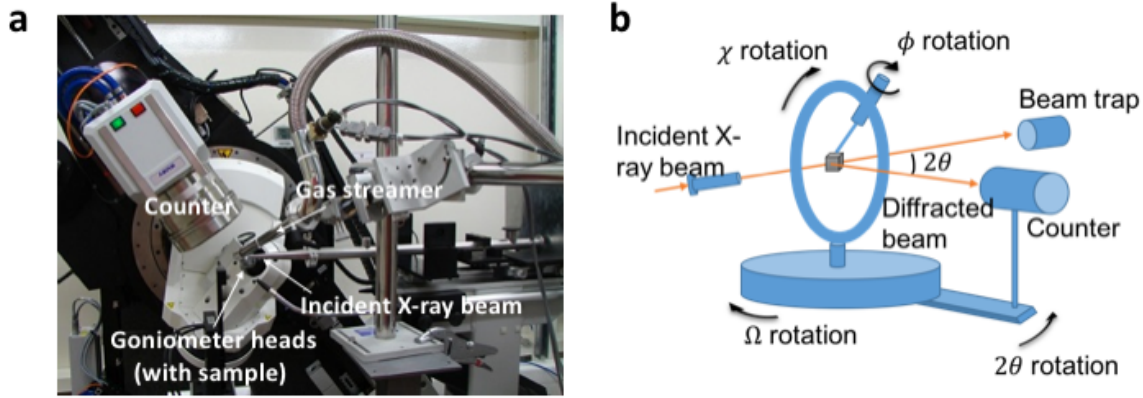 a
Counter
Gas streamer
Incident X-ray beam
Goniometer heads
(with sample)
b
χ rotation
ϕ rotation
Incident X-
ray beam
Beam trap
2θ
Diffracted
beam
Counter
Ω rotation
2θ rotation